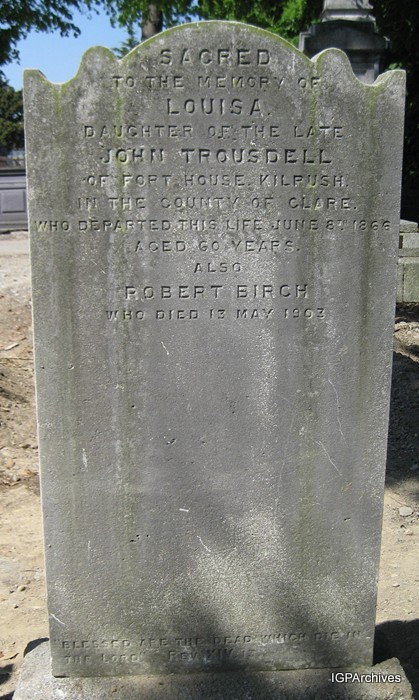 SACRED
TO THE MEMORY OF
LOUISA.
DAUGHTER OF THE LATE
JOHN TROUSDELL
OF FORT HOUSE, KILRUSH,
IN THE COUNTY OF CLARE,
WHO DEPARTED THIS LIFE JUNE 8TH 1866
AGED 60 YEARS.
ALSO
ROBERT BIRCH
WHO DIED 13 MAY 1903
"BLESSED ARE THE DEAD WHICH DIE IN
THE LORD" REV XIV
IGPArchives